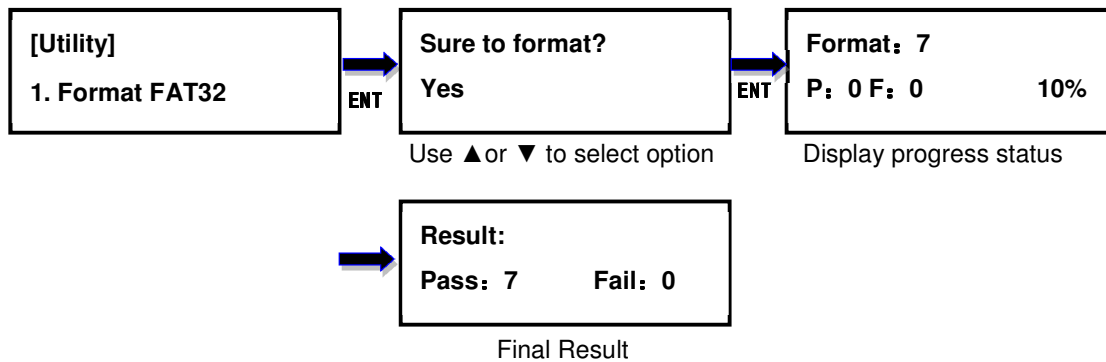 [Utility]
1. Format FAT32
ENT
Sure to format?
Yes
Use ▲or ▼ to select option
ENT
Format：7
P：0 F：0 10%
Display progress status
Result:
Pass：7 Fail：0
Final Result